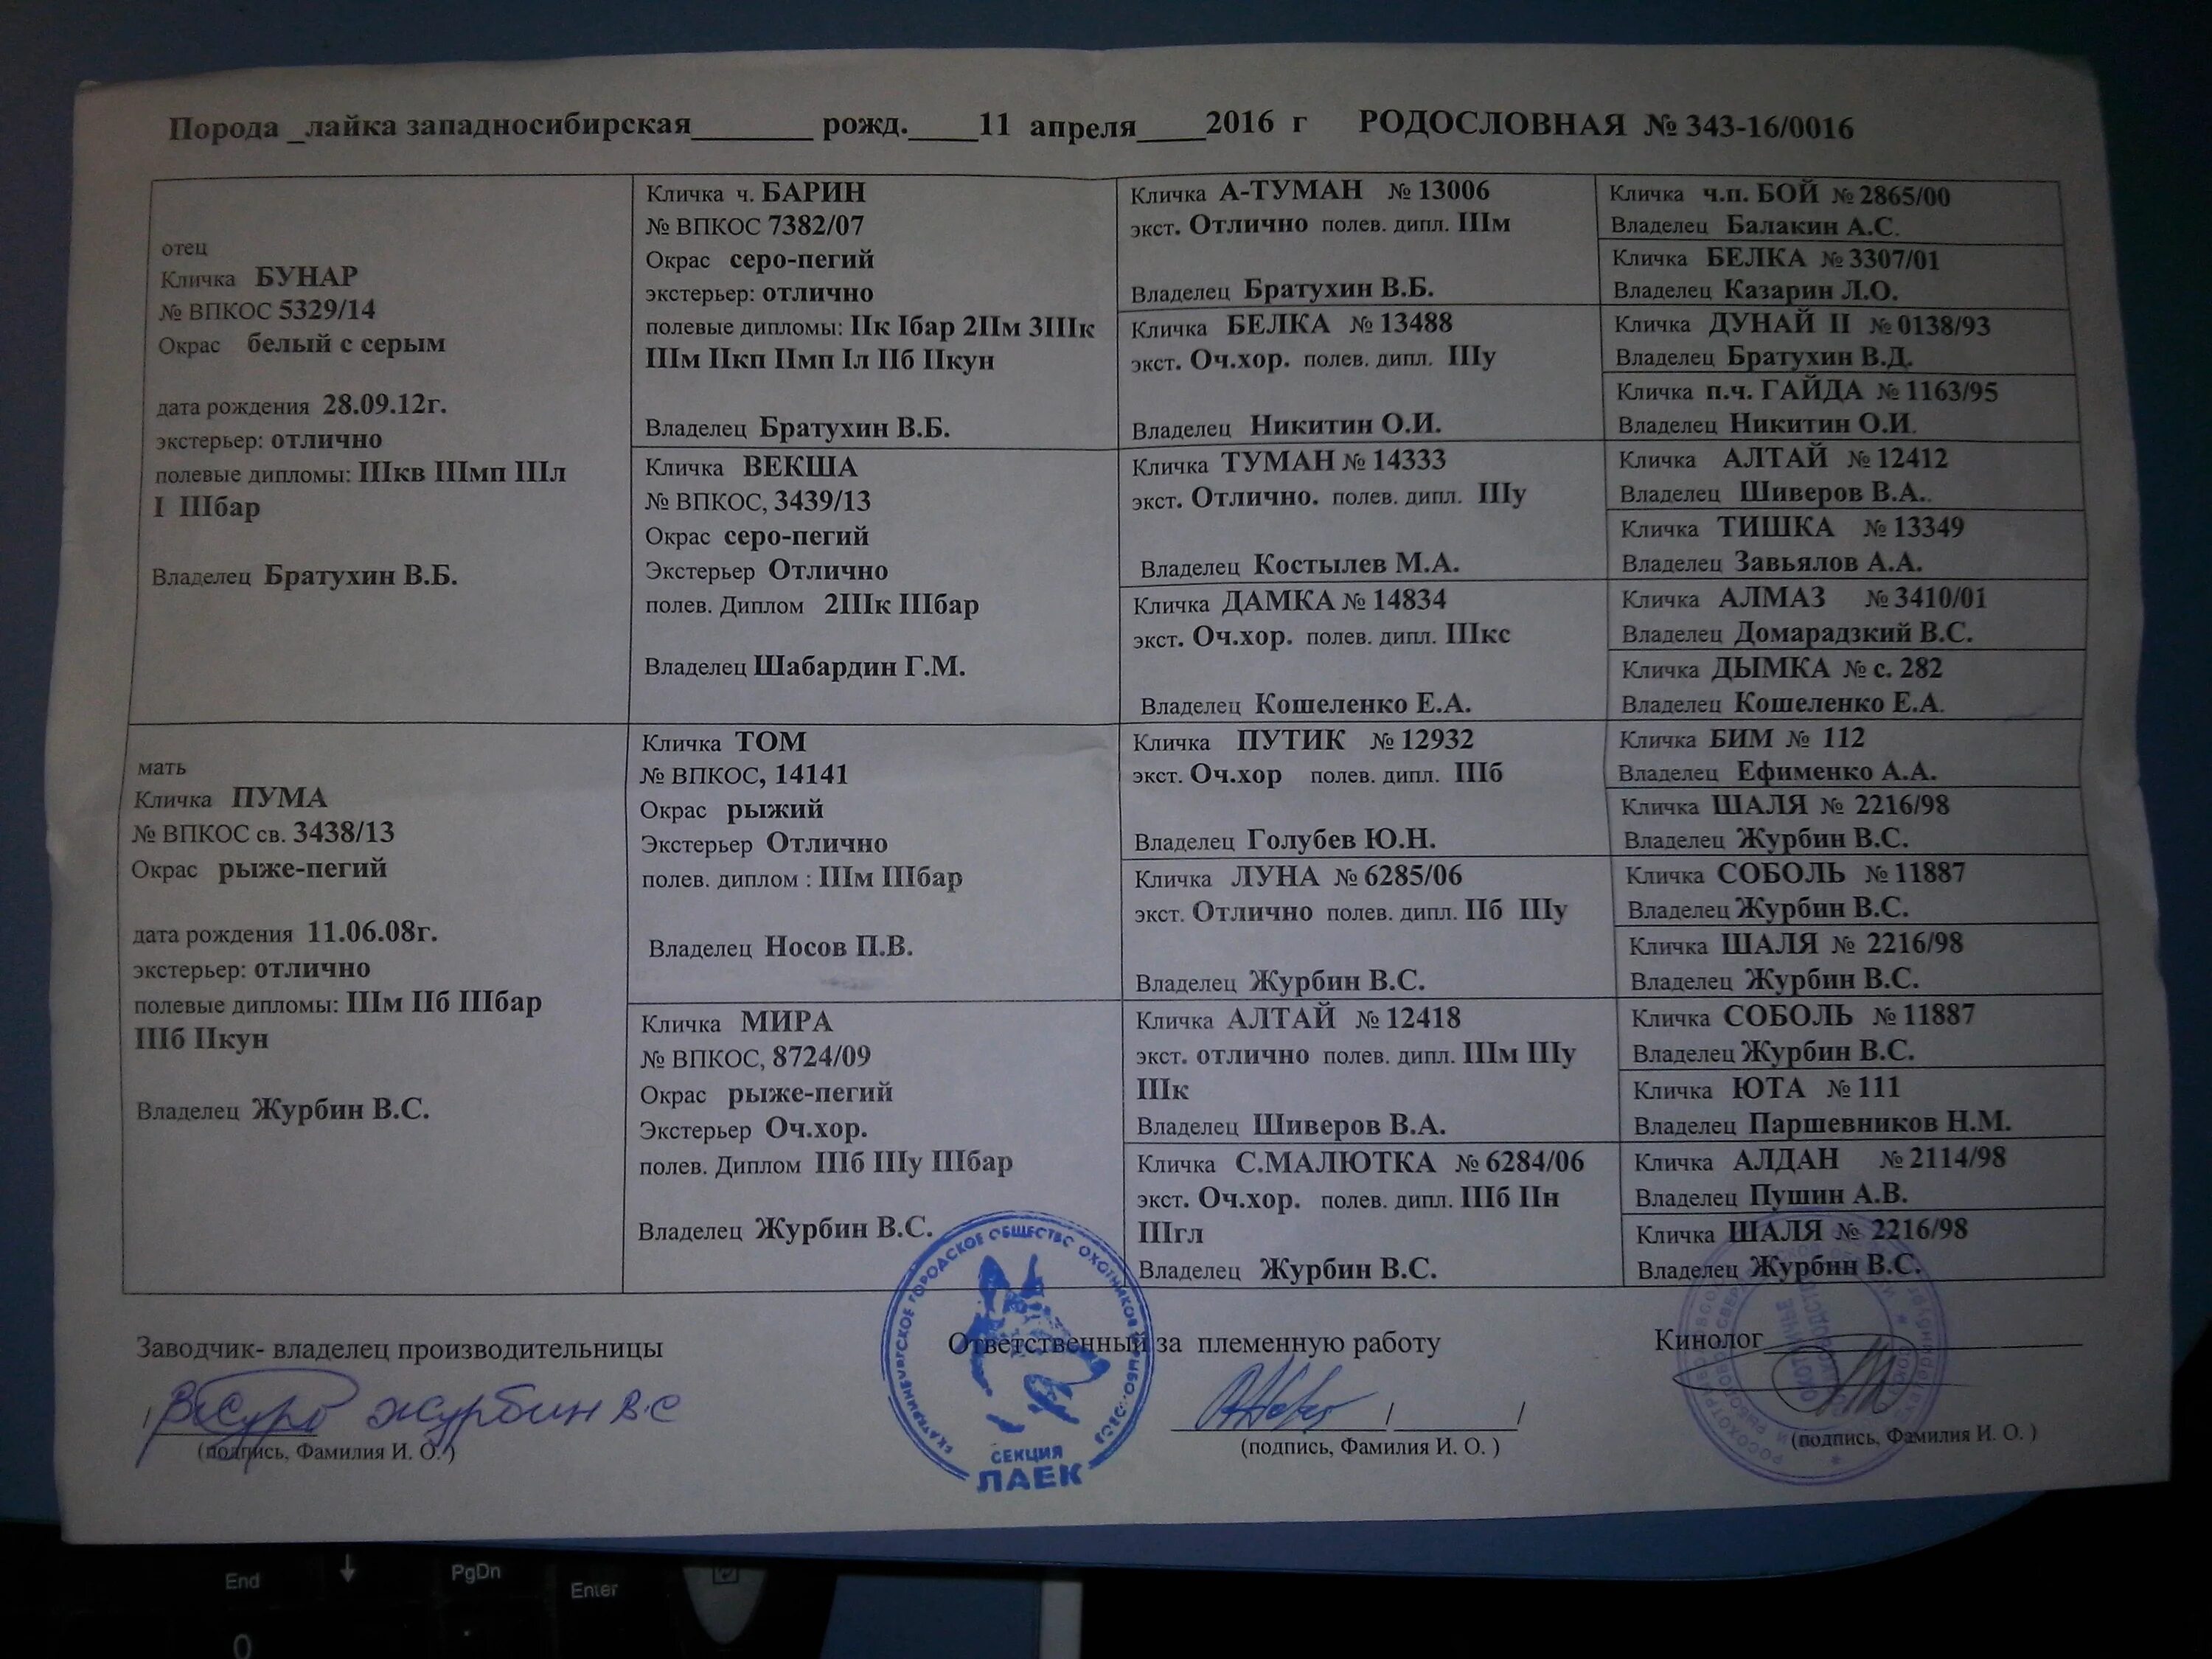 Порода _лайка западносибирская________ рожд.____11 апреля____2016 г РОДОСЛОВНАЯ № 343-16/0016
отец
Кличка БУНАР
№ ВПКОС 5329/14
Окрас белый с серым
дата рождения 28.09.12г.
экстерьер: отлично
полевые дипломы: IIIкв IIIмп IIIл
I IIIбар
Владелец Братухин В.Б.
Кличка ч. БАРИН
№ ВПКОС 7382/07
Окрас серо-пегий
экстерьер: отлично
полевые дипломы: IIк Iбар 2IIм 3IIIк
IIIм IIкп IIмп Iл IIб IIкун
Владелец Братухин В.Б.
Кличка ВЕКША
№ ВПКОС, 3439/13
Окрас серо-пегий
Экстерьер Отлично
полев. Диплом 2IIIк IIIбар
Владелец Шабардин Г.М.
Кличка А-ТУМАН № 13006
экст. Отлично полев. дипл. IIIм
Владелец Братухин В.Б.
Кличка БЕЛКА № 13488
экст. Оч.хор. полев. дипл. IIIу
Владелец Никитин О.И.
Кличка ТУМАН № 14333
экст. Отлично. полев. дипл. IIIу
Владелец Костылев М.А.
Кличка ДАМКА № 14834
экст. Оч.хор. полев. дипл. IIIкс
Владелец Кошеленко Е.А.
Кличка ч.п. БОЙ № 2865/00
Владелец Балакин А.С.
Кличка БЕЛКА № 3307/01
Владелец Казарин Л.О.
Кличка ДУНАЙ II № 0138/93
Владелец Братухин В.Д.
Кличка п.ч. ГАЙДА № 1163/95
Владелец Никитин О.И.
Кличка АЛТАЙ № 12412
Владелец Шиверов В.А..
Кличка ТИШКА № 13349
Владелец Завьялов А.А.
Кличка АЛМАЗ № 3410/01
Владелец Домарадзкий В.С.
Кличка ДЫМКА № с. 282
Владелец Кошеленко Е.А.
мать
Кличка ПУМА
№ ВПКОС св. 3438/13
Окрас рыже-пегий
дата рождения 11.06.08г.
экстерьер: отлично
полевые дипломы: IIIм IIб IIIбар
IIIб IIкун
Владелец Журбин В.С.
Кличка ТОМ
№ ВПКОС, 14141
Окрас рыжий
Экстерьер Отлично
полев. диплом : IIIм IIIбар
Владелец Носов П.В.
Кличка МИРА
№ ВПКОС, 8724/09
Окрас рыже-пегий
Экстерьер Оч.хор.
полев. Диплом IIIб IIIу IIIбар
Владелец Журбин В.С.
Кличка ПУТИК № 12932
экст. Оч.хор полев. дипл. IIIб
Владелец Голубев Ю.Н.
Кличка ЛУНА № 6285/06
экст. Отлично полев. дипл. IIб IIIу
Владелец Журбин В.С.
Кличка АЛТАЙ № 12418
экст. отлично полев. дипл. IIIм IIIу
IIIк
Владелец Шиверов В.А.
Кличка С.МАЛЮТКА № 6284/06
экст. Оч.хор. полев. дипл. IIIб IIн
IIIгл
Владелец Журбин В.С.
Кличка БИМ № 112
Владелец Ефименко А.А.
Кличка ШАЛЯ № 2216/98
Владелец Журбин В.С.
Кличка СОБОЛЬ № 11887
Владелец Журбин В.С.
Кличка ШАЛЯ № 2216/98
Владелец Журбин В.С.
Кличка СОБОЛЬ № 11887
Владелец Журбин В.С.
Кличка ЮТА № 111
Владелец Паршевников Н.М.
Кличка АЛДАН № 2114/98
Владелец Пушин А.В.
Кличка ШАЛЯ № 2216/98
Владелец Журбин В.С.
Заводчик- владелец производительницы
Журбин В.С
(подпись, Фамилия И. О. )
ЕКАТЕРИНБУРГСКОЕ ГОРОДСКОЕ ОБЩЕСТВО ОХОТНИКОВ
СЕКЦИЯ
ЛАЕК
Ответственный за племенную работу
/ /
(подпись, Фамилия И. О. )
Кинолог
(подпись, Фамилия И. О. )
End
PgDn
Enter
0